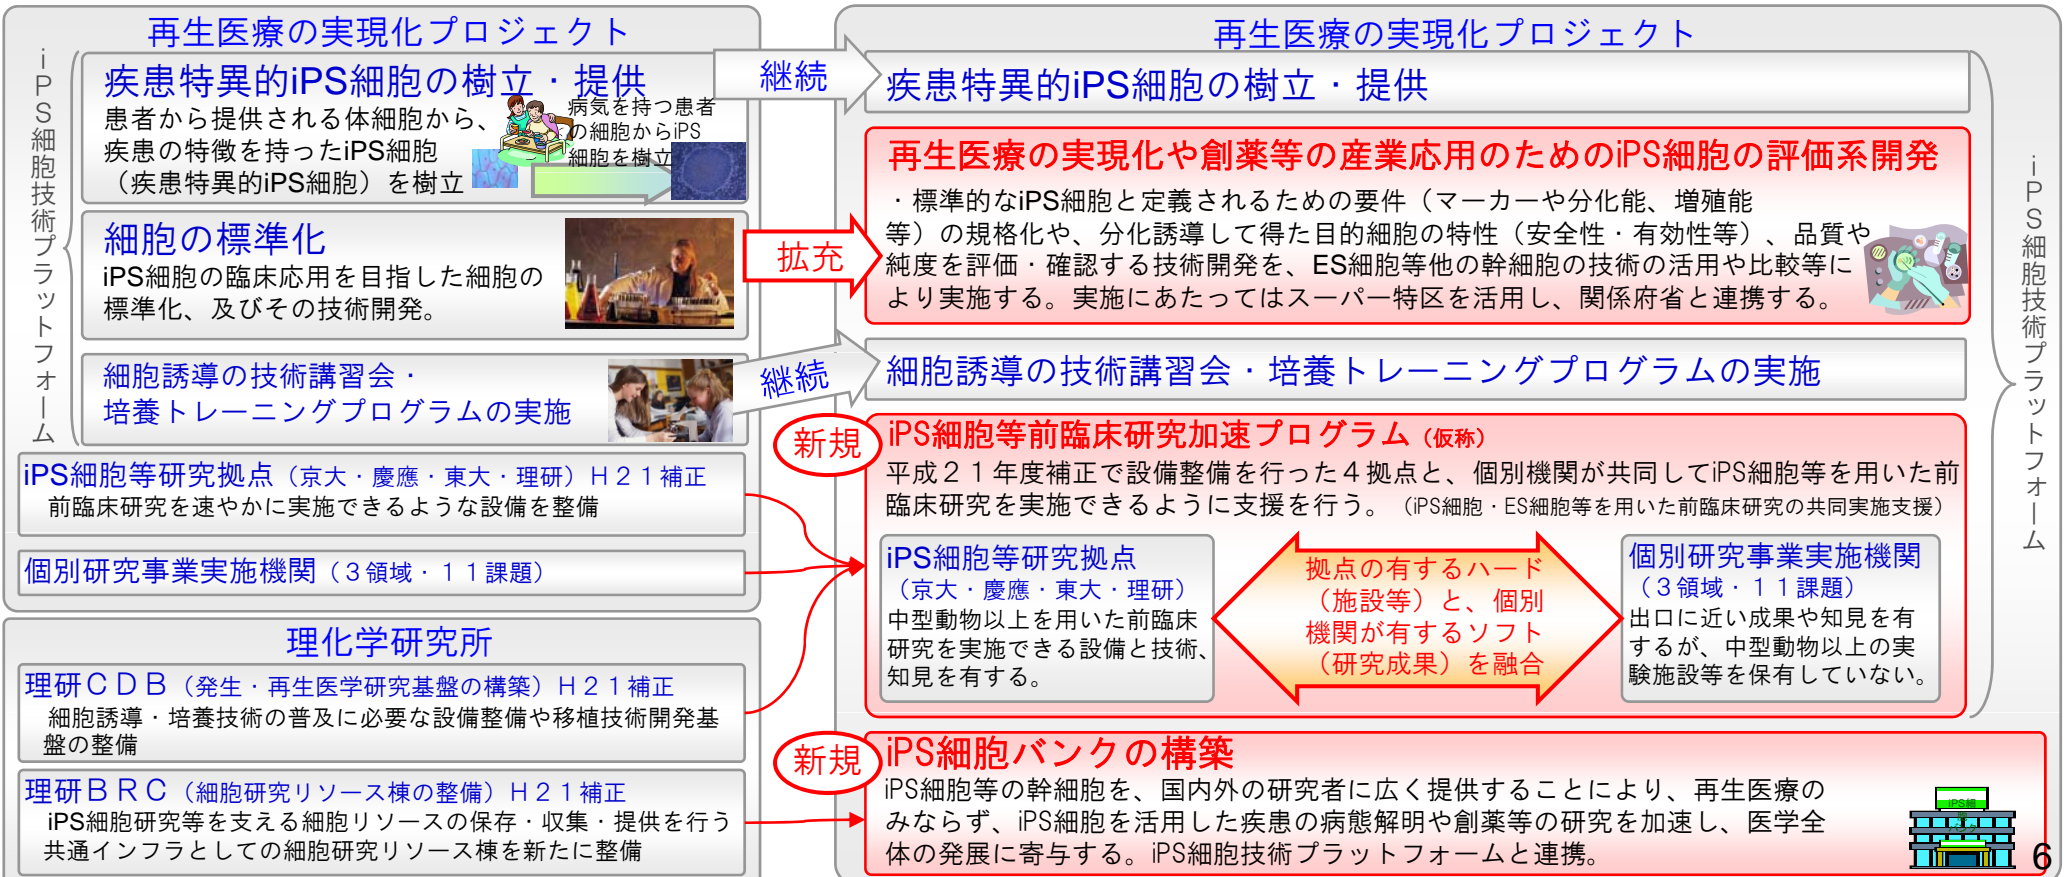 再生医療の実現化プロジェクト
iPS細胞技術プラットフォーム
疾患特異的iPS細胞の樹立・提供
患者から提供される体細胞から、
疾患の特徴を持ったiPS細胞
（疾患特異的iPS細胞）を樹立
病気を持つ患者
の細胞からiPS
細胞を樹立
細胞の標準化
iPS細胞の臨床応用を目指した細胞の
標準化、及びその技術開発。
細胞誘導の技術講習会・
培養トレーニングプログラムの実施
iPS細胞等研究拠点（京大・慶應・東大・理研）Ｈ２１補正
前臨床研究を速やかに実施できるような設備を整備
個別研究事業実施機関（３領域・１１課題）
理化学研究所
理研ＣＤＢ（発生・再生医学研究基盤の構築）Ｈ２１補正
細胞誘導・培養技術の普及に必要な設備整備や移植技術開発基
盤の整備
理研ＢＲＣ（細胞研究リソース棟の整備）Ｈ２１補正
iPS細胞研究等を支える細胞リソースの保存・収集・提供を行う
共通インフラとしての細胞研究リソース棟を新たに整備
継続
拡充
継続
新規
新規
再生医療の実現化プロジェクト
疾患特異的iPS細胞の樹立・提供
再生医療の実現化や創薬等の産業応用のためのiPS細胞の評価系開発
・標準的なiPS細胞と定義されるための要件（マーカーや分化能、増殖能
等）の規格化や、分化誘導して得た目的細胞の特性（安全性・有効性等）、品質や
純度を評価・確認する技術開発を、ES細胞等他の幹細胞の技術の活用や比較等に
より実施する。実施にあたってはスーパー特区を活用し、関係府省と連携する。
細胞誘導の技術講習会・培養トレーニングプログラムの実施
iPS細胞等前臨床研究加速プログラム（仮称）
平成２１年度補正で設備整備を行った４拠点と、個別機関が共同してiPS細胞等を用いた前
臨床研究を実施できるように支援を行う。（iPS細胞・ES細胞等を用いた前臨床研究の共同実施支援）
iPS細胞等研究拠点
（京大・慶應・東大・理研）
中型動物以上を用いた前臨床
研究を実施できる設備と技術、
知見を有する。
拠点の有するハード
（施設等）と、個別
機関が有するソフト
（研究成果）を融合
個別研究事業実施機関
（３領域・１１課題）
出口に近い成果や知見を有
するが、中型動物以上の実
験施設等を保有していない。
iPS細胞技術プラットフォーム
iPS細胞バンクの構築
iPS細胞等の幹細胞を、国内外の研究者に広く提供することにより、再生医療の
みならず、iPS細胞を活用した疾患の病態解明や創薬等の研究を加速し、医学全
体の発展に寄与する。iPS細胞技術プラットフォームと連携。
iPS細
胞
バンク
6